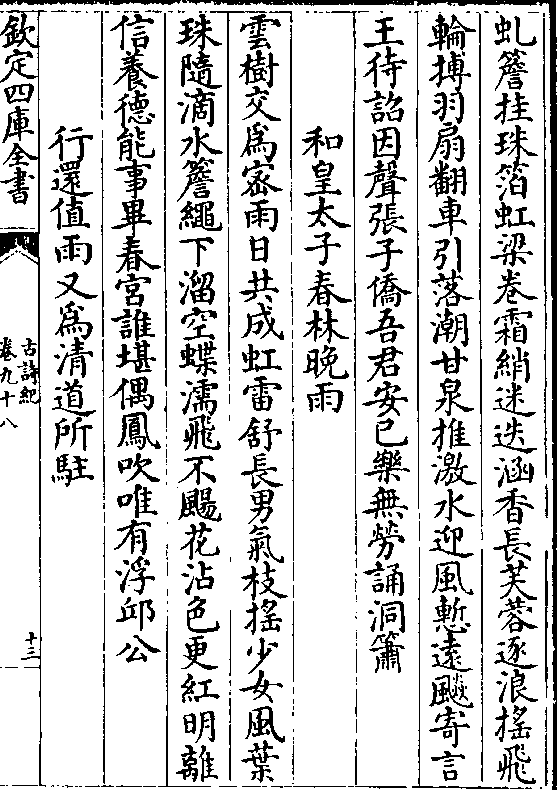 虬簷挂珠箔虹梁卷霜綃迷迭涵香長芙蓉逐浪搖飛
輪摶羽扇翻車引落潮甘泉推激水迎風慙遠飈寄言
王待詔因聲張子僑吾君安已樂無勞誦洞簫
和皇太子春林晚雨
雲樹交爲密雨日共成虹雷舒長男氣枝搖少女風葉
珠隨滴水簷繩下溜空蝶濡飛不颺花沾色更紅明離
信養德能事畢春宮誰堪偶鳳吹唯有浮邱公
行還值雨又爲清道所駐
欽定四庫全書
古詩紀
卷九十八
十三